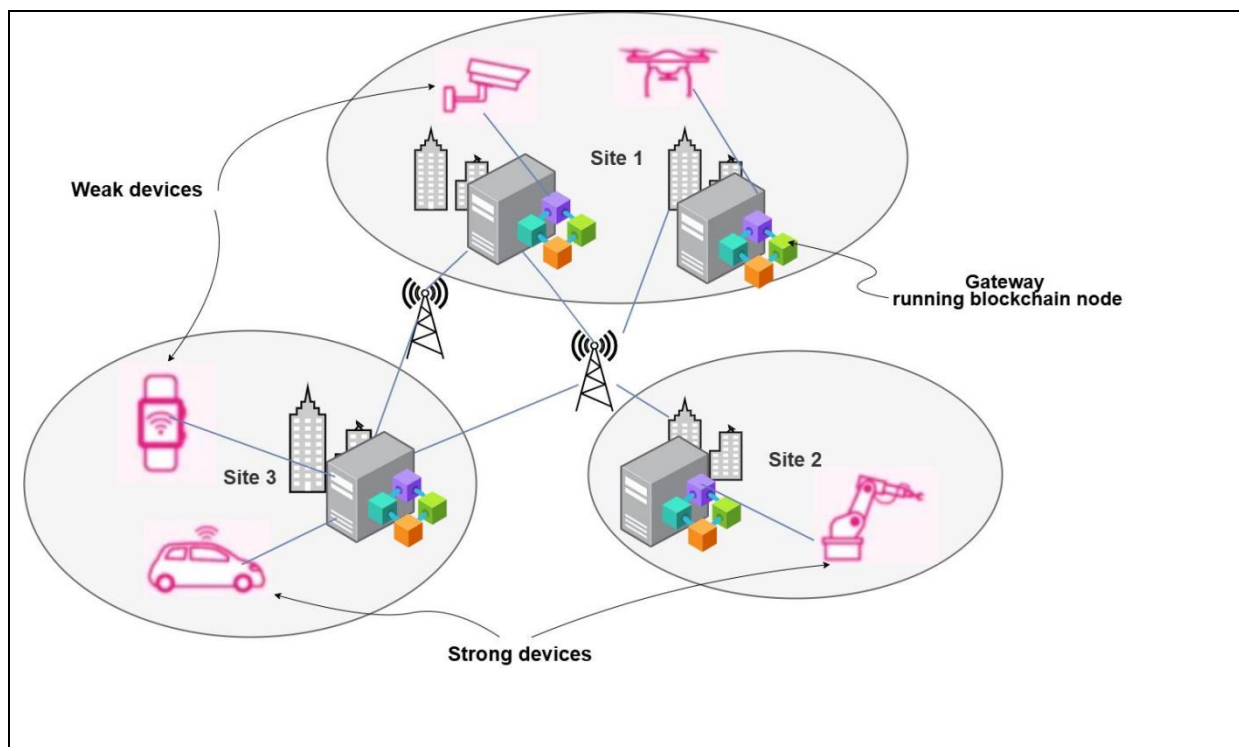 Site 1
Weak devices
Gateway
running blockchain node
Site 3
Site 2
Strong devices